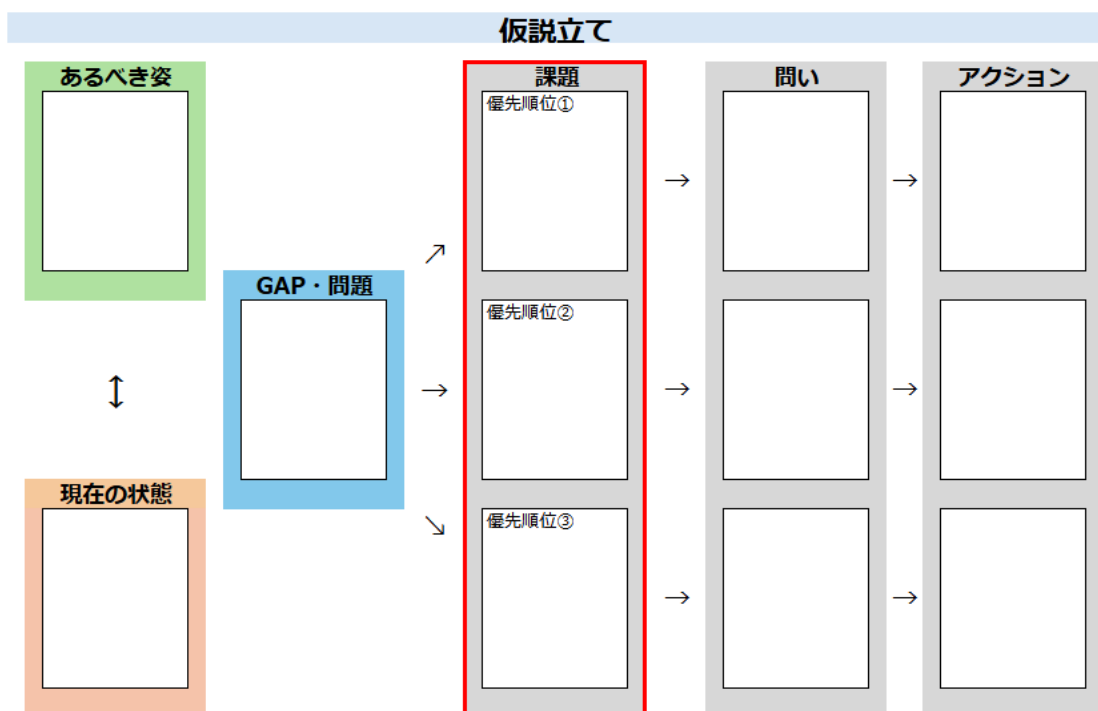 仮説立て
あるべき姿
現在の状態
GAP・問題
課題
優先順位①
優先順位②
優先順位③
問い
アクション